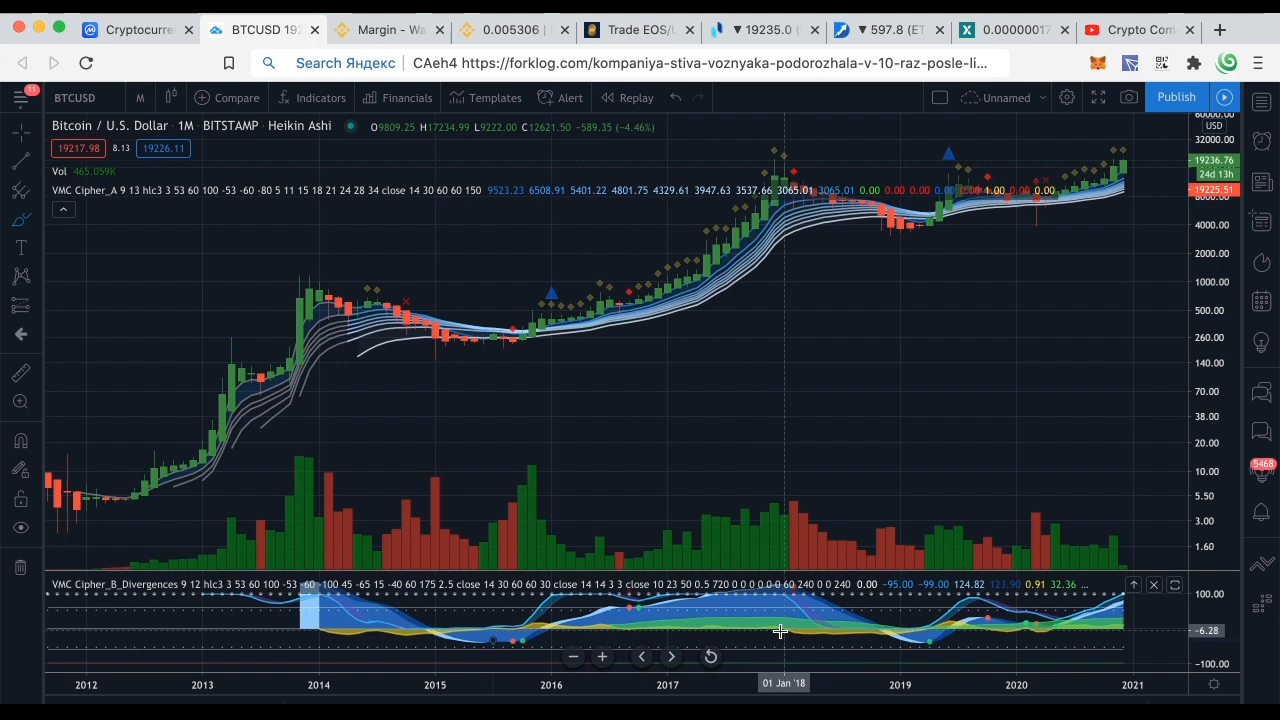 Cryptocurre
BTCUSD 192
Margin - Wa
0.005306 |
Trade EOS/
▼ 19235.0
▼ 597.8 (ET
0.00000017
Crypto Com
Search Яндекс | CAeh4 https://forklog.com/kompaniya-stiva-voznyaka-podorozhala-v-10-raz-posle-li...
11
BTCUSD M Compare Indicators Financials Templates Alert Replay Unnamed Publish
Bitcoin / U.S. Dollar · 1M · BITSTAMP · Heikin Ashi O9809.25 H17234.99 L9222.00 C12621.50 −589.35 (−4.46%)
19217.98 8.13 19226.11
Vol 465.059K
VMC Cipher_A 9 13 hlc3 3 53 60 100 -53 -60 -80 5 11 15 18 21 24 28 34 close 14 30 60 60 150 9523.23 6508.91 5401.22 4801.75 4329.61 3947.63 3537.66 3065.01 3065.01 0.00 0.00 0.00 0.00 0.00 1.00 0.00 0.00
60000.00
USD
32000.00
19236.76
24d 13h
19225.51
8000.00
4000.00
2000.00
1000.00
500.00
260.00
140.00
70.00
38.00
20.00
10.00
5.50
3.00
1.60
5468
VMC Cipher_B_Divergences 9 12 hlc3 3 53 60 100 -53 -60 -100 45 -65 15 -40 60 175 2.5 close 14 30 60 60 30 close 14 14 3 3 close 10 23 50 0.5 720 0 0 0 0 0.0 60 240 0 0 240 0.00 −95.00 −99.00 124.82 123.90 0.91 32.36 ...
100.00
−6.28
−100.00
2012 2013 2014 2015 2016 2017 01 Jan '18 2019 2020 2021